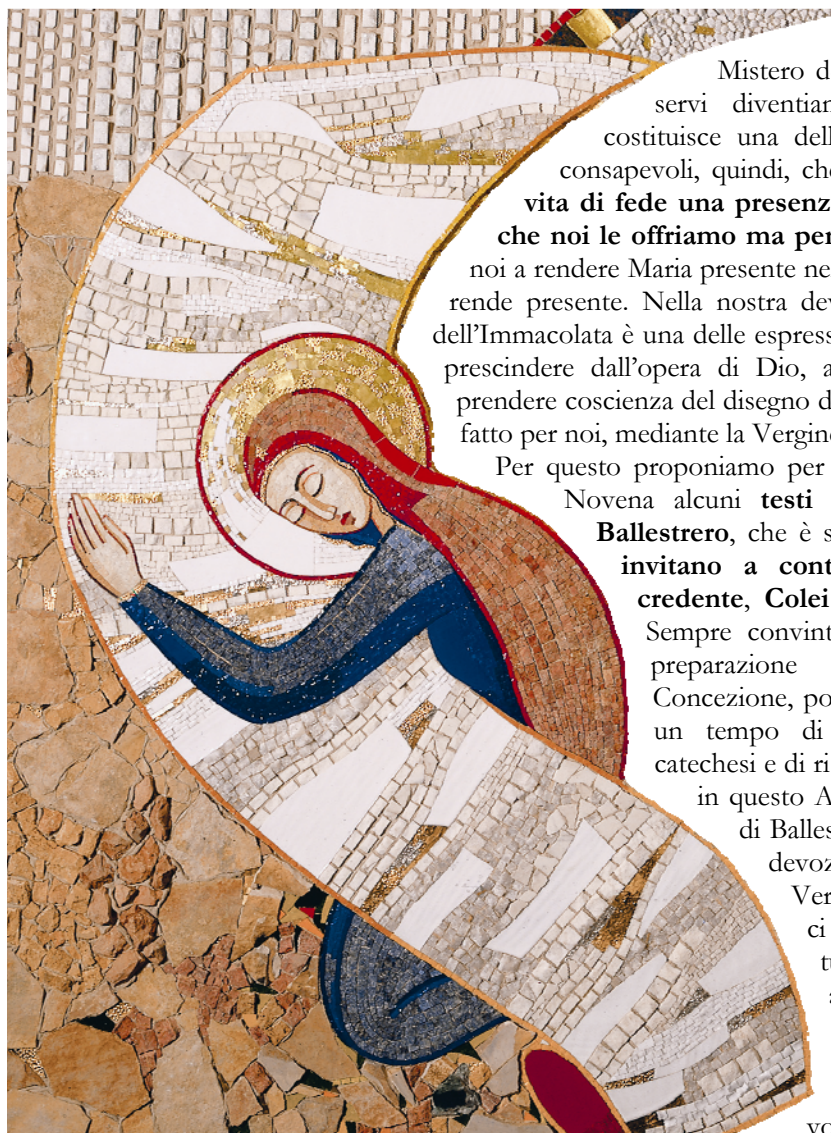 Mistero d
servi diventian
costituisce una dell
consapevoli, quindi, che
vita di fede una presenz
che noi le offriamo ma per
noi a rendere Maria presente ne
rende presente. Nella nostra dev
dell’Immacolata è una delle espress
prescindere dall’opera di Dio, a
prendere coscienza del disegno d
fatto per noi, mediante la Vergin
Per questo proponiamo per
Novena alcuni testi
Ballestrero, che è s
invitano a cont
credente, Colei
Sempre convint
preparazione
Concezione, po
un tempo di
catechesi e di ri
in questo A
di Balles
devoz
Ver
ci
tu
vo